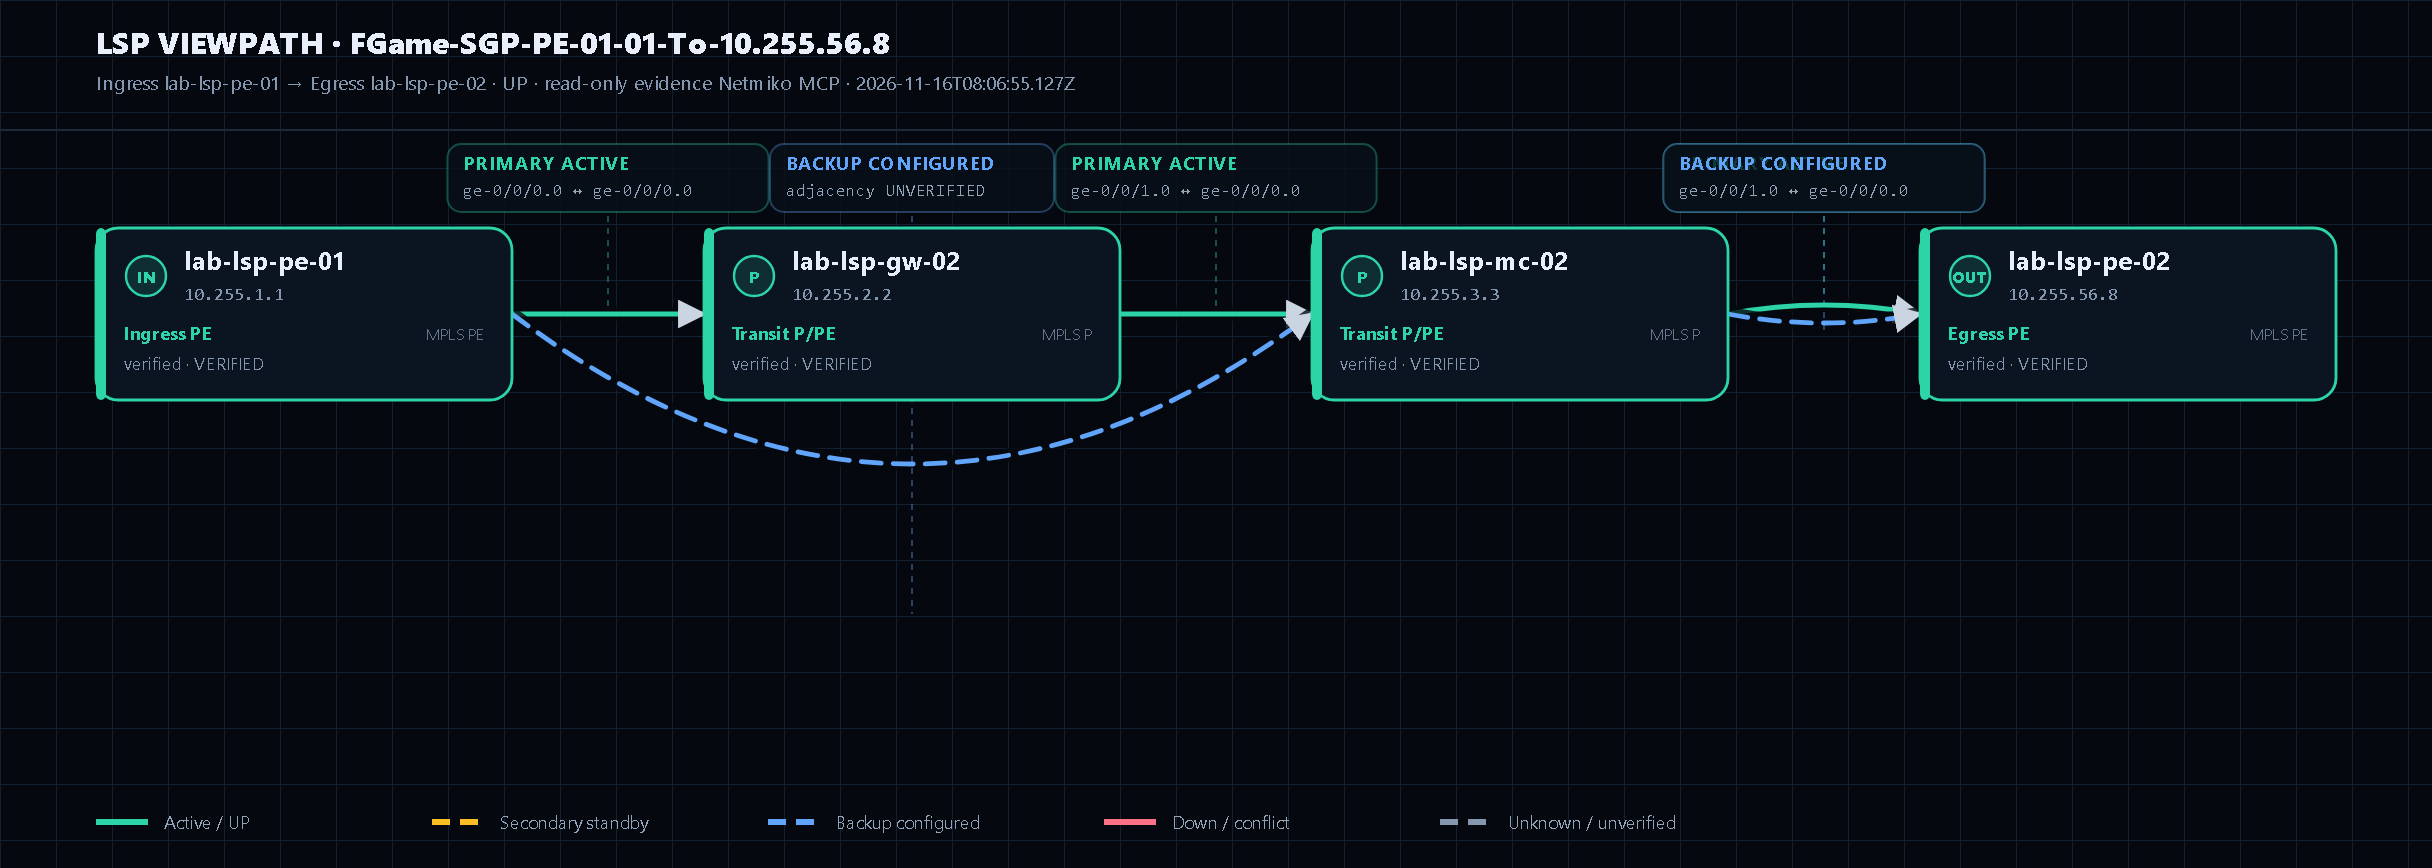 LSP VIEWPATH · FGame-SGP-PE-01-01-To-10.255.56.8
Ingress lab-lsp-pe-01 → Egress lab-lsp-pe-02 · UP · read-only evidence Netmiko MCP · 2026-11-16T08:06:55.127Z
PRIMARY ACTIVE
ge-0/0/0.0 ↔ ge-0/0/0.0
BACKUP CONFIGURED
adjacency UNVERIFIED
PRIMARY ACTIVE
ge-0/0/1.0 ↔ ge-0/0/0.0
BACKUP CONFIGURED
ge-0/0/1.0 ↔ ge-0/0/0.0
IN
lab-lsp-pe-01
10.255.1.1
Ingress PE
MPLS PE
verified · VERIFIED
P
lab-lsp-gw-02
10.255.2.2
Transit P/PE
MPLS P
verified · VERIFIED
P
lab-lsp-mc-02
10.255.3.3
Transit P/PE
MPLS P
verified · VERIFIED
OUT
lab-lsp-pe-02
10.255.56.8
Egress PE
MPLS PE
verified · VERIFIED
Active / UP
Secondary standby
Backup configured
Down / conflict
Unknown / unverified